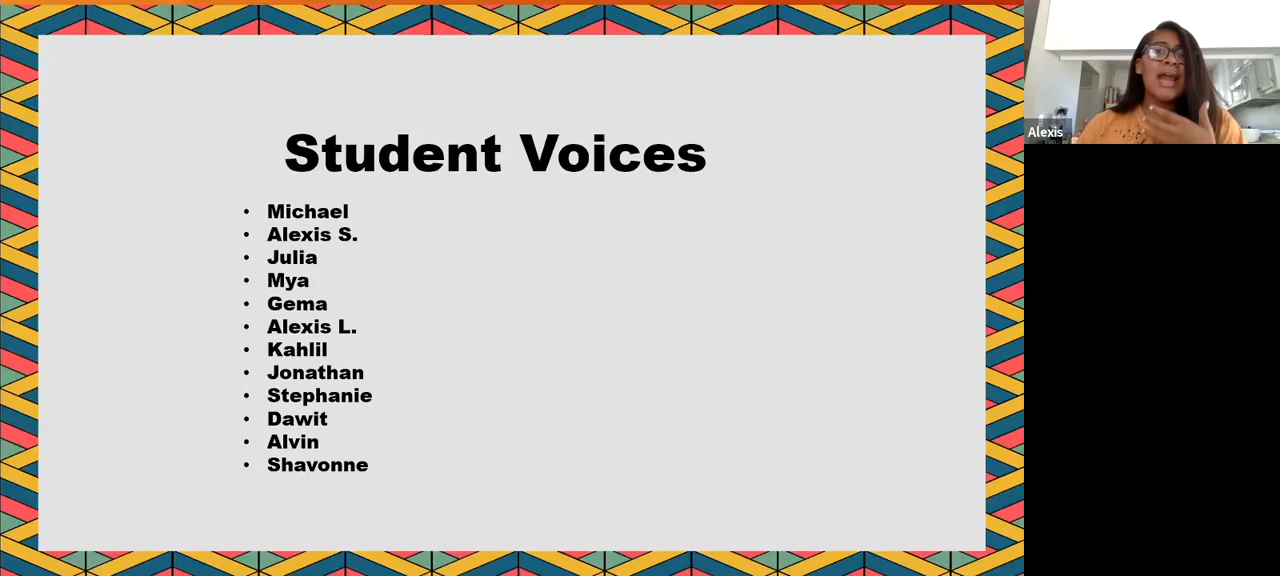 Student Voices
• Michael
• Alexis S.
• Julia
• Mya
• Gema
• Alexis L.
• Kahlil
• Jonathan
• Stephanie
• Dawit
• Alvin
• Shavonne
Alexis